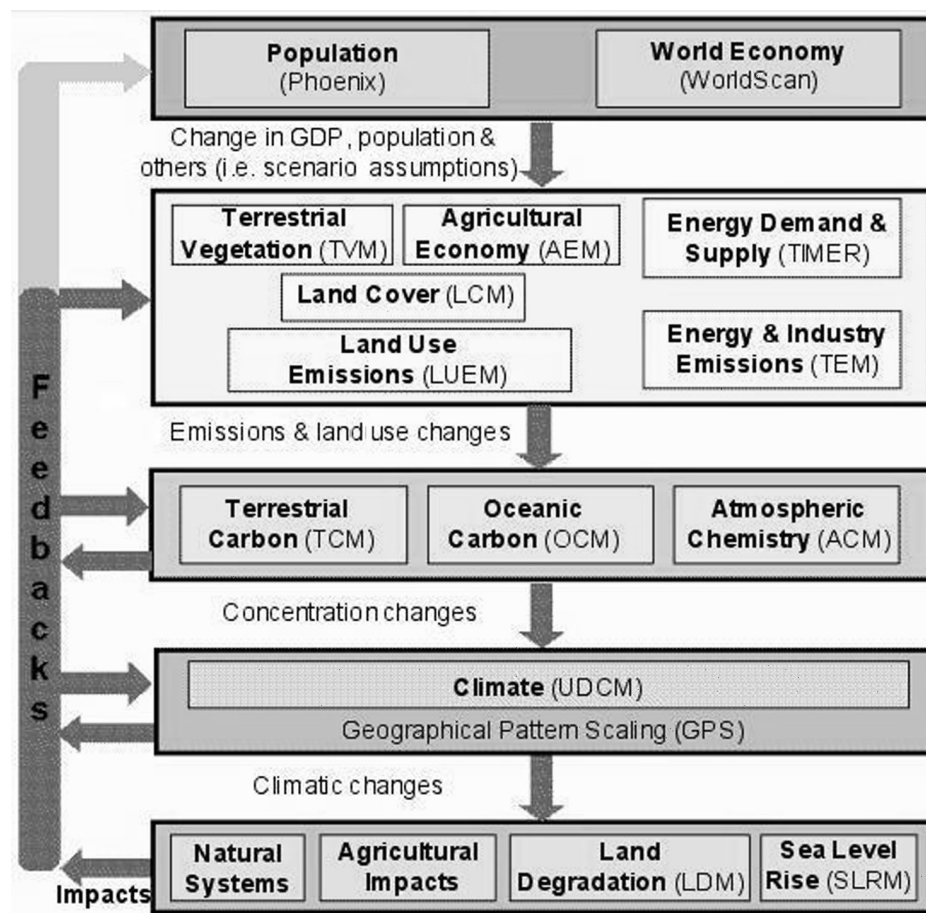 Population
(Phoenix)
World Economy
(WorldScan)
Change in GDP, population &
others (i.e. scenario assumptions)
Terrestrial
Vegetation (TVM)
Agricultural
Economy (AEM)
Energy Demand &
Supply (TIMER)
Land Cover (LCM)
Land Use
Emissions (LUEM)
Energy & Industry
Emissions (TEM)
Feedbacks
Emissions & land use changes
Terrestrial
Carbon (TCM)
Oceanic
Carbon (OCM)
Atmospheric
Chemistry (ACM)
Concentration changes
Climate (UDCM)
Geographical Pattern Scaling (GPS)
Climatic changes
Natural
Systems
Agricultural
Impacts
Land
Degradation (LDM)
Sea Level
Rise (SLRM)
Impacts